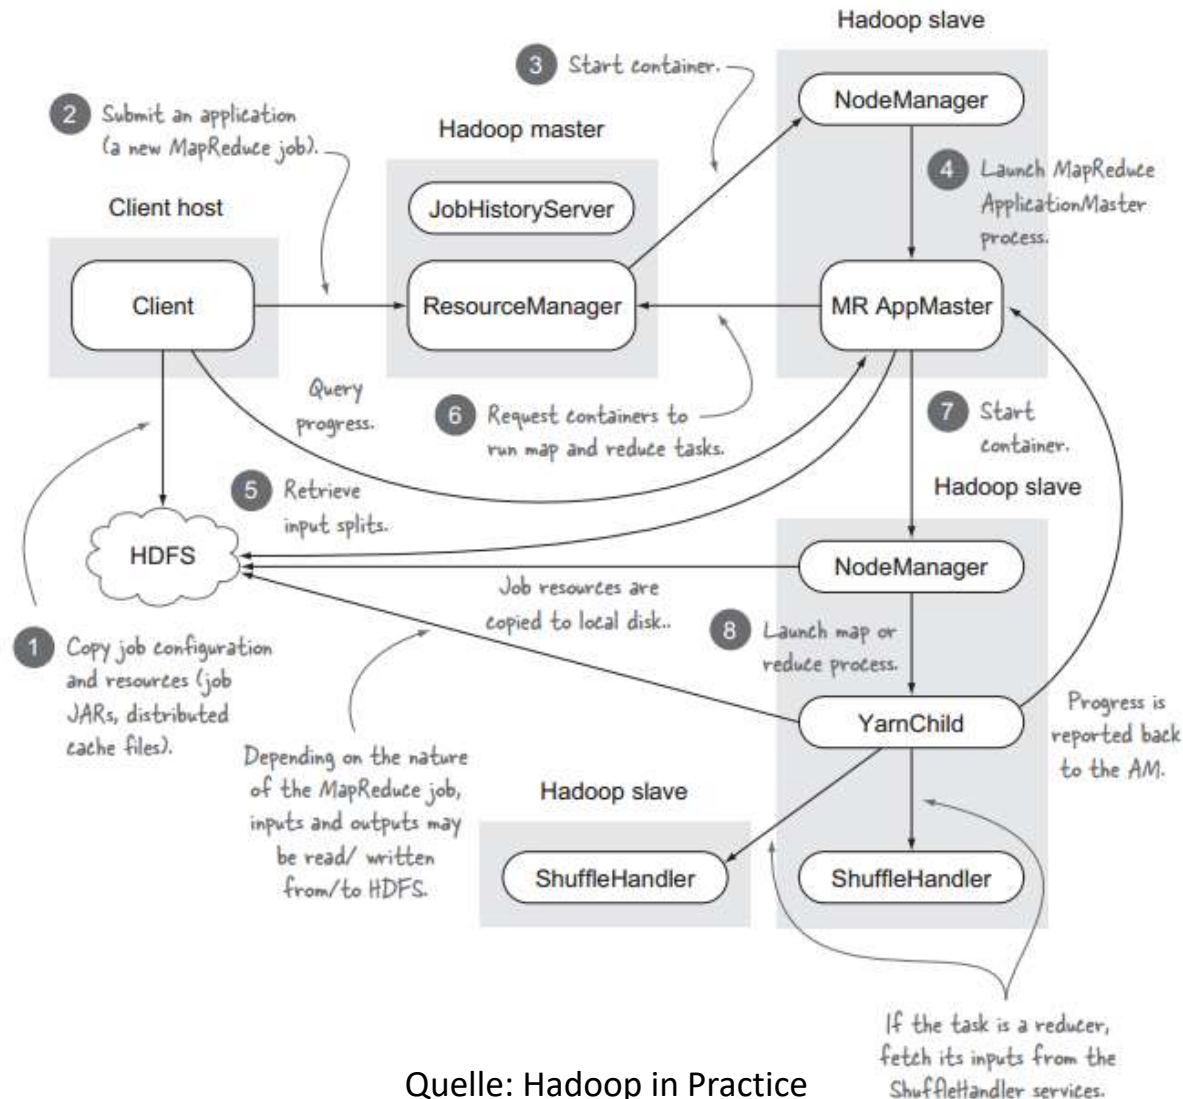 Hadoop slave
3 Start container.
NodeManager
2 Submit an application
(a new MapReduce job).
Hadoop master
4 Launch MapReduce
ApplicationMaster
process.
Client host
JobHistoryServer
Client
ResourceManager
MR AppMaster
Query
progress.
6 Request containers to
run map and reduce tasks.
7 Start
container.
5 Retrieve
input splits.
Hadoop slave
HDFS
NodeManager
Job resources are
copied to local disk..
8 Launch map or
reduce process.
1 Copy job configuration
and resources (job
JARs, distributed
cache files).
YarnChild
Progress is
reported back
to the AM.
Depending on the nature
of the MapReduce job,
inputs and outputs may
be read/ written
from/to HDFS.
Hadoop slave
ShuffleHandler
ShuffleHandler
If the task is a reducer,
fetch its inputs from the
ShuffleHandler services.
Quelle: Hadoop in Practice